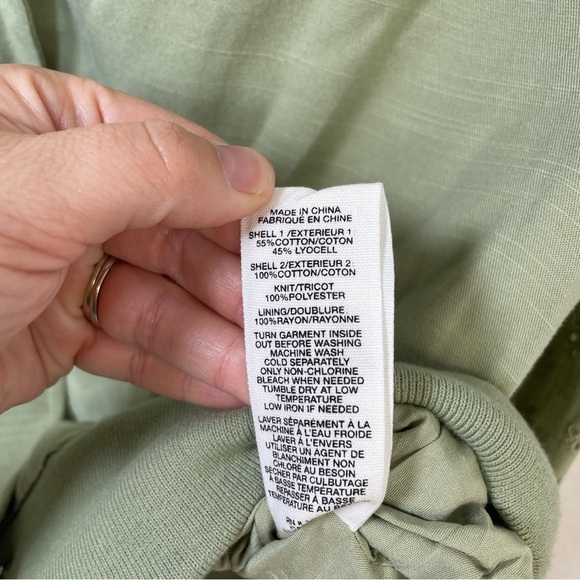 MADE IN CHINA
FABRIQUÉ EN CHINE
SHELL 1 /EXTERIEUR 1
55%COTTON/COTON
45% LYOCELL
SHELL 2/EXTERIEUR 2
100%COTTON/COTON
KNIT/TRICOT
100%POLYESTER
LINING/DOUBLURE
100%RAYON/RAYONNE
TURN GARMENT INSIDE
OUT BEFORE WASHING
MACHINE WASH
COLD SEPARATELY
ONLY NON-CHLORINE
BLEACH WHEN NEEDED
TUMBLE DRY AT LOW
TEMPERATURE
LOW IRON IF NEEDED
LAVER SÉPARÉMENT À LA
MACHINE À L'EAU FROIDE
LAVER À L'ENVERS
UTILISER UN AGENT DE
BLANCHIMENT NON
CHLORÉ AU BESOIN
SÉCHER PAR CULBUTAGE
À BASSE TEMPÉRATURE
REPASSER À BASSE
TEMPÉRATURE AU